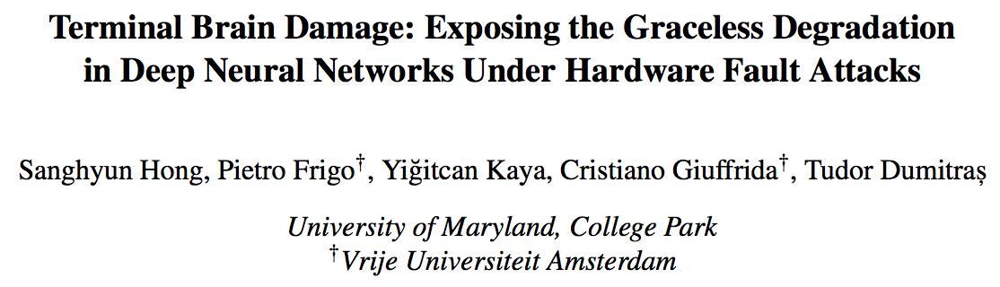 Terminal Brain Damage: Exposing the Graceless Degradation
in Deep Neural Networks Under Hardware Fault Attacks
Sanghyun Hong, Pietro Frigo†, Yiğitcan Kaya, Cristiano Giuffrida†, Tudor Dumitraș
University of Maryland, College Park
†Vrije Universiteit Amsterdam